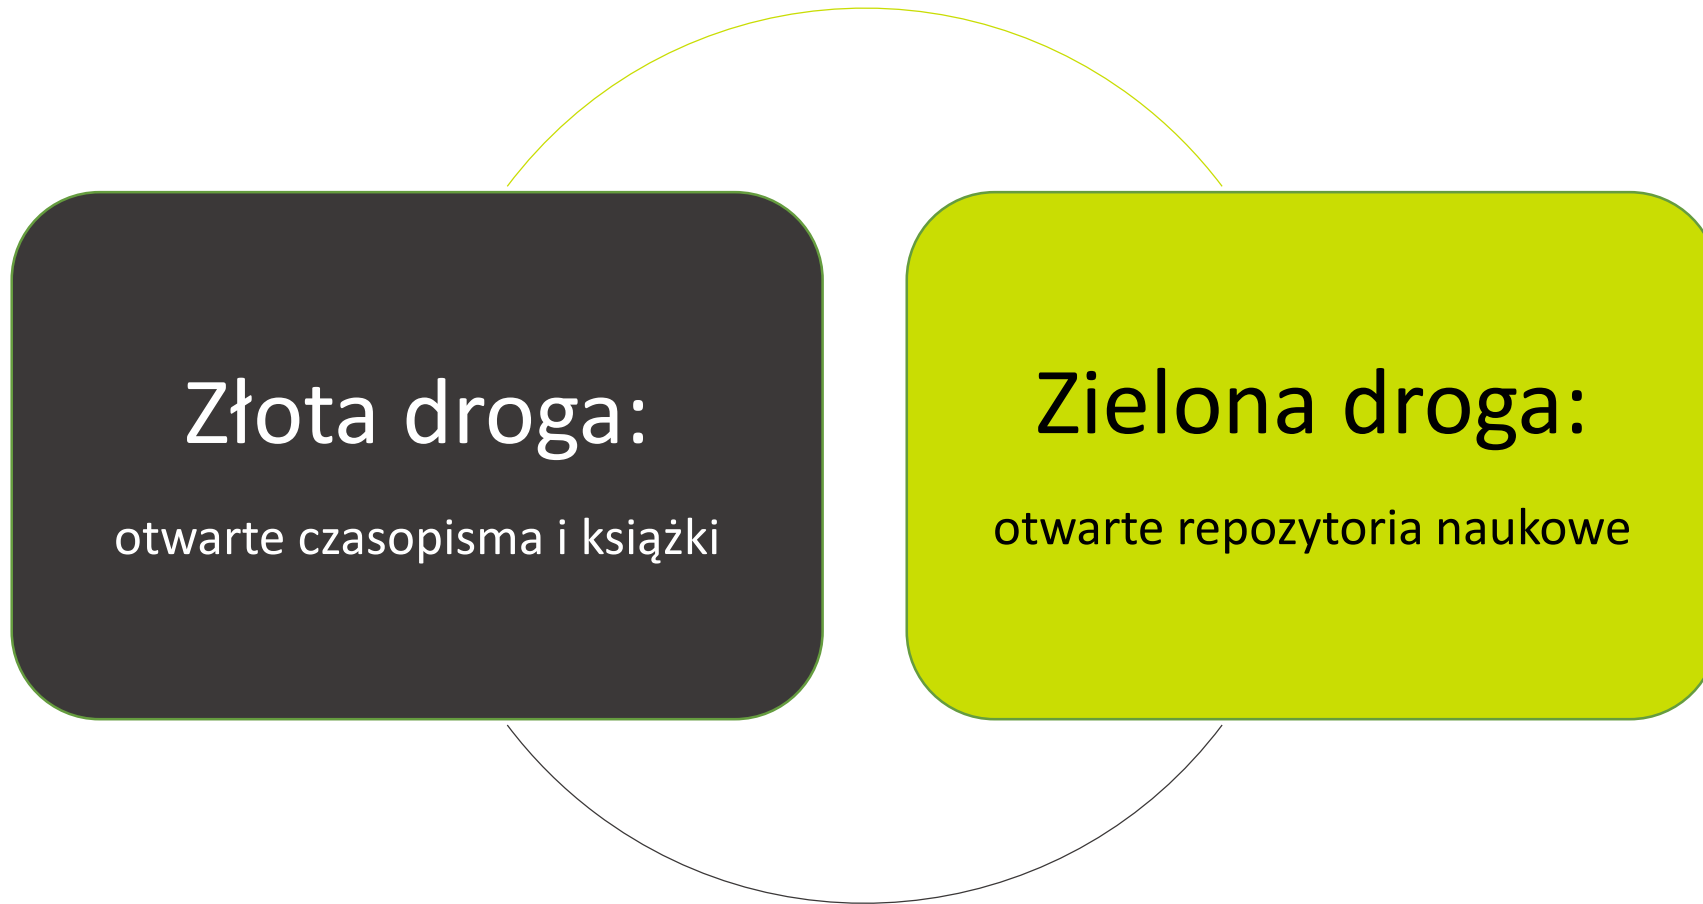 Złota droga:
otwarte czasopisma i książki
Zielona droga:
otwarte repozytoria naukowe